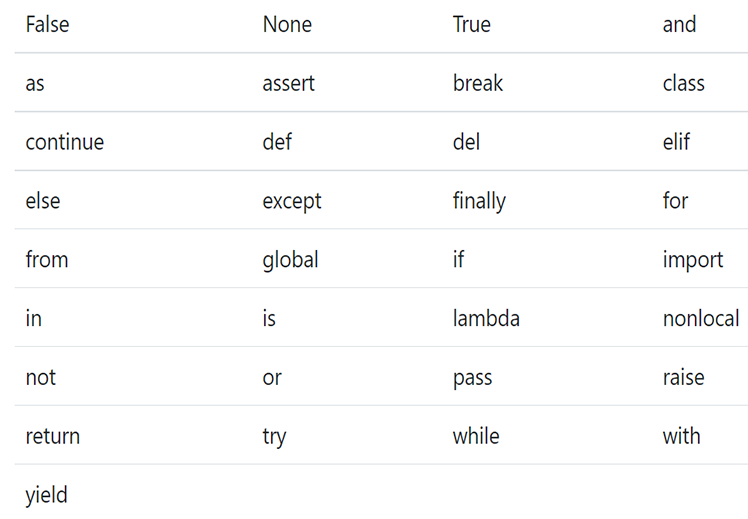 False None True and
as assert break class
continue def del elif
else except finally for
from global if import
in is lambda nonlocal
not or pass raise
return try while with
yield